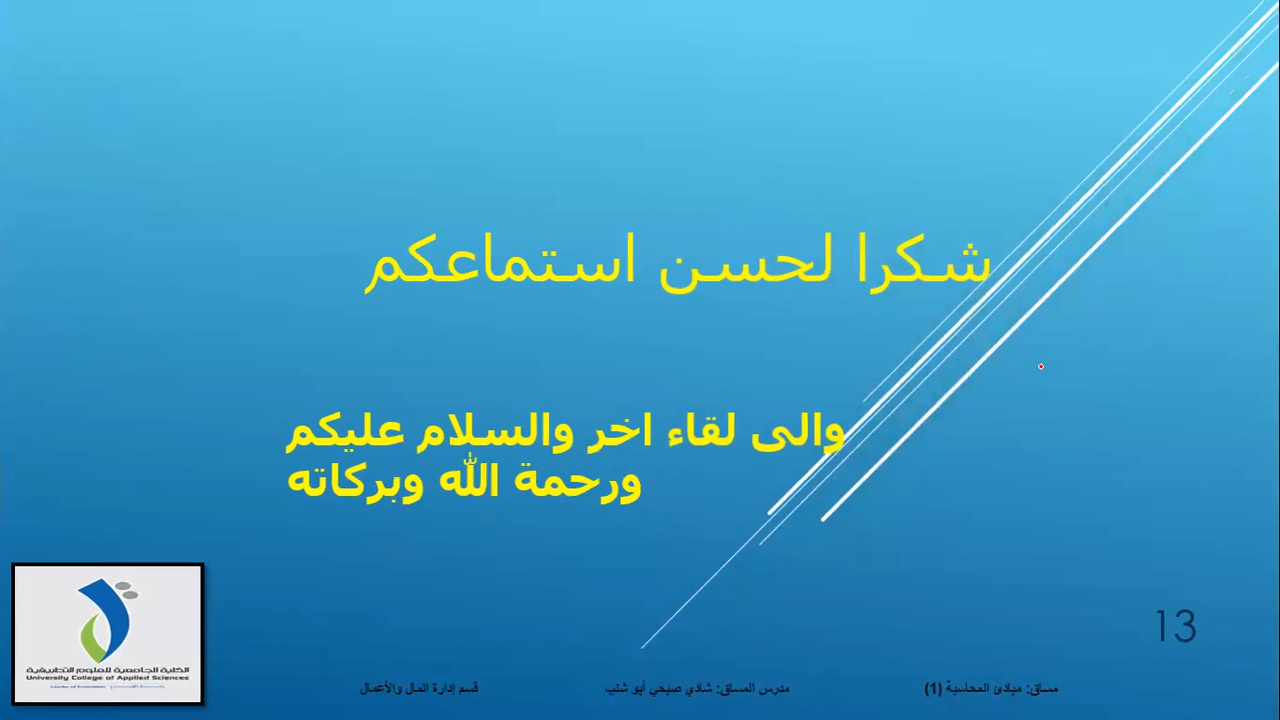 شكرا لحسن استماعكم
والى لقاء اخر والسلام عليكم
ورحمة الله وبركاته
13
الكلية الجامعية للعلوم التطبيقية
University College of Applied Sciences
مساق: مبادئ المحاسبة (1)
مدرس المساق: شادي صبحي أبو شلب
قسم إدارة المال والأعمال